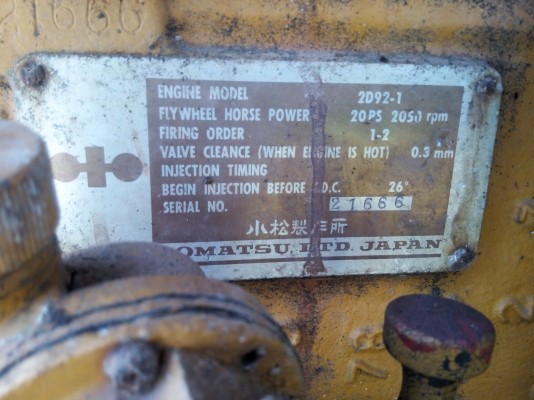 21666
ENGINE MODEL 2D92-1
FLYWHEEL HORSE POWER 20PS 2050 rpm
FIRING ORDER 1-2
VALVE CLEANCE (WHEN ENGINE IS HOT) 0.3 mm
INJECTION TIMING
BEGIN INJECTION BEFORE .D.C. 26°
SERIAL NO. 21666
小松製作所
OMATSU LTD. JAPAN